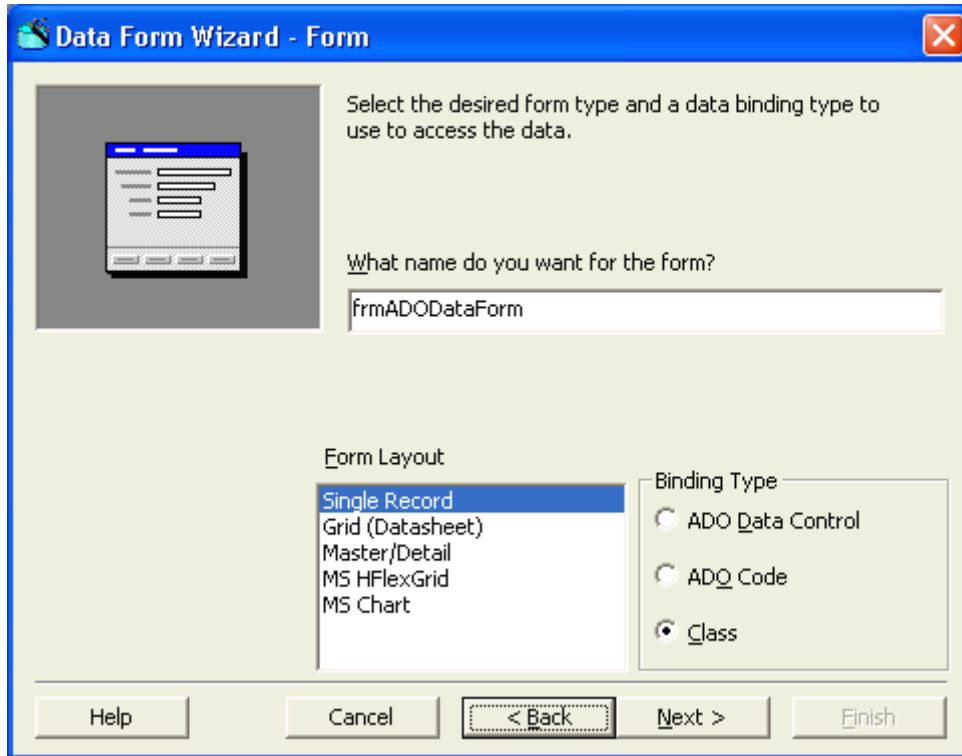 Data Form Wizard - Form
Select the desired form type and a data binding type to
use to access the data.
What name do you want for the form?
frmADODataForm
Form Layout
Single Record
Grid (Datasheet)
Master/Detail
MS HFlexGrid
MS Chart
Binding Type
ADO Data Control
ADO Code
Class
Help
Cancel
< Back
Next >
Finish